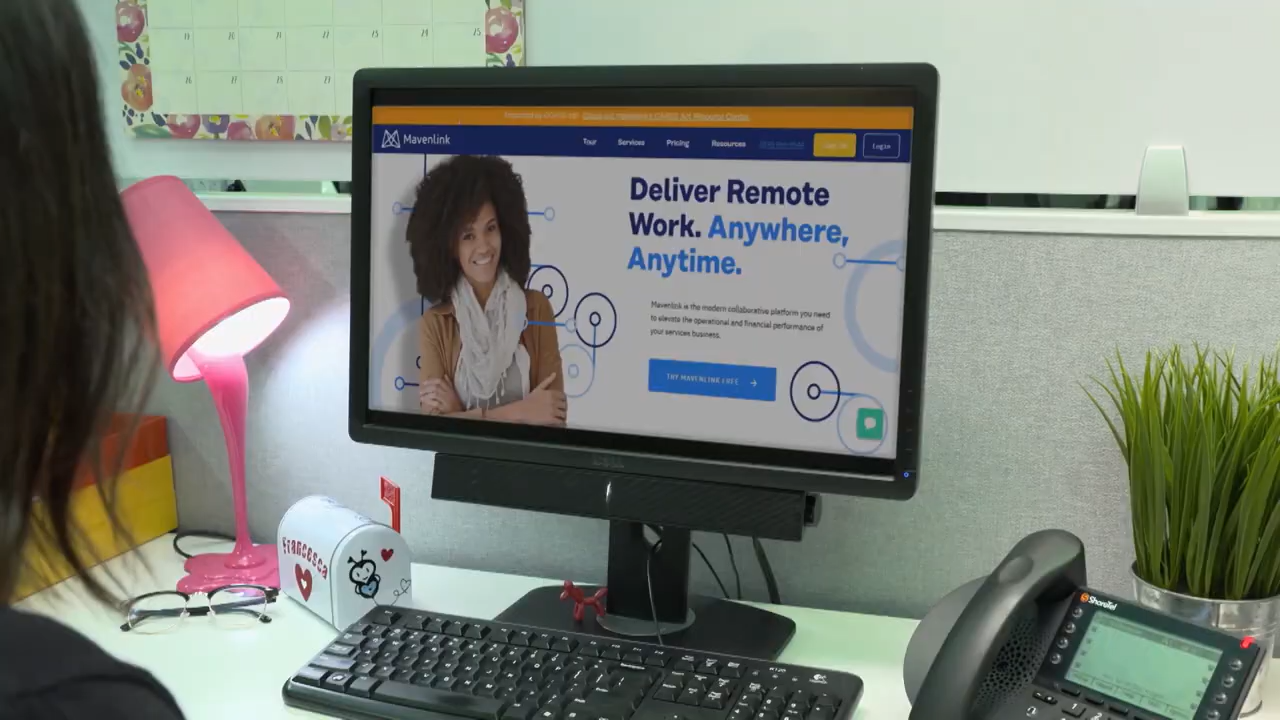 Mavenlink
Tour Services Pricing Resources Login
Deliver Remote
Work. Anywhere,
Anytime.
Mavenlink is the modern collaborative platform you need
to elevate the operational and financial performance of
your services business.
TRY MAVENLINK FREE
DELL
Francesca
ShoreTel